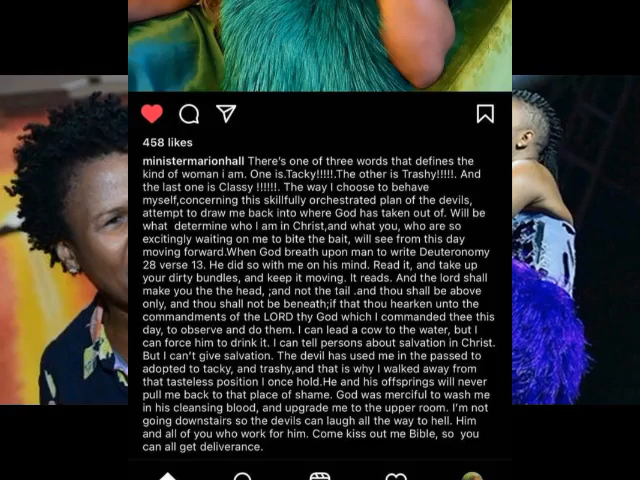 458 likes
ministermarionhall There's one of three words that defines the
kind of woman i am. One is.Tacky!!!!!.The other is Trashy!!!!!. And
the last one is Classy !!!!!!. The way I choose to behave
myself,concerning this skillfully orchestrated plan of the devils,
attempt to draw me back into where God has taken out of. Will be
what determine who I am in Christ,and what you, who are so
excitingly waiting on me to bite the bait, will see from this day
moving forward.When God breath upon man to write Deuteronomy
28 verse 13. He did so with me on his mind. Read it, and take up
your dirty bundles, and keep it moving. It reads. And the lord shall
make you the the head, ;and not the tail .and thou shall be above
only, and thou shall not be beneath;if that thou hearken unto the
commandments of the LORD thy God which I commanded thee this
day, to observe and do them. I can lead a cow to the water, but I
can force him to drink it. I can tell persons about salvation in Christ.
But I can't give salvation. The devil has used me in the passed to
adopted to tacky, and trashy,and that is why I walked away from
that tasteless position I once hold.He and his offsprings will never
pull me back to that place of shame. God was merciful to wash me
in his cleansing blood, and upgrade me to the upper room. I'm not
going downstairs so the devils can laugh all the way to hell. Him
and all of you who work for him. Come kiss out me Bible, so you
can all get deliverance.